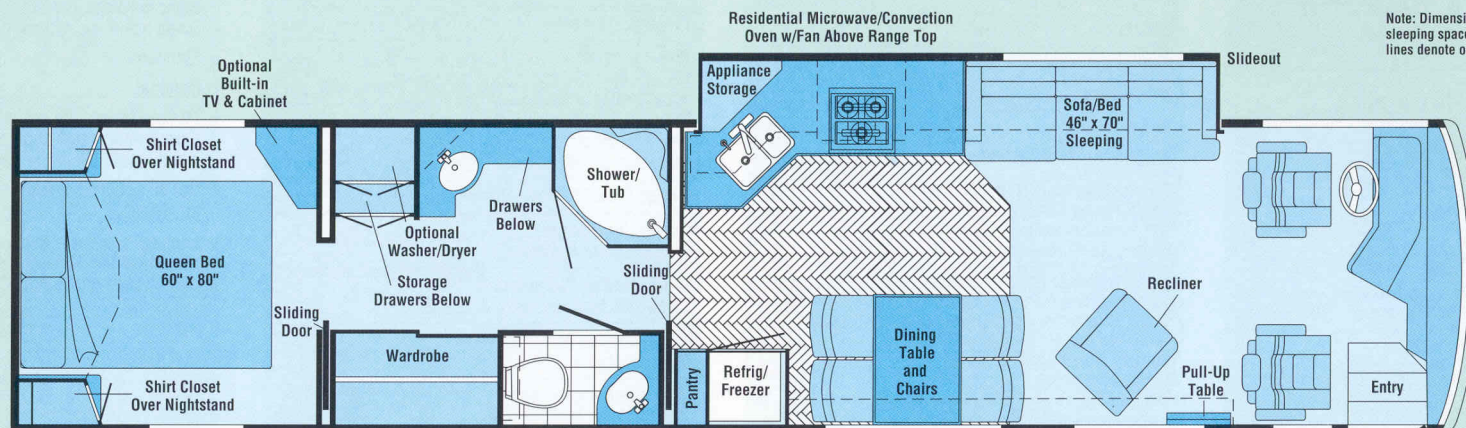 Residential Microwave/Convection
Oven w/Fan Above Range Top
Note: Dimensi
sleeping space
lines denote o
Optional
Built-in
TV & Cabinet
Slideout
Appliance
Storage
Sofa/Bed
46" x 70"
Sleeping
Shirt Closet
Over Nightstand
Shower/
Tub
Drawers
Below
Optional
Washer/Dryer
Storage
Drawers Below
Queen Bed
60" x 80"
Sliding
Door
Sliding
Door
Recliner
Wardrobe
Dining
Table
and
Chairs
Pantry
Refrig/
Freezer
Pull-Up
Table
Entry
Shirt Closet
Over Nightstand